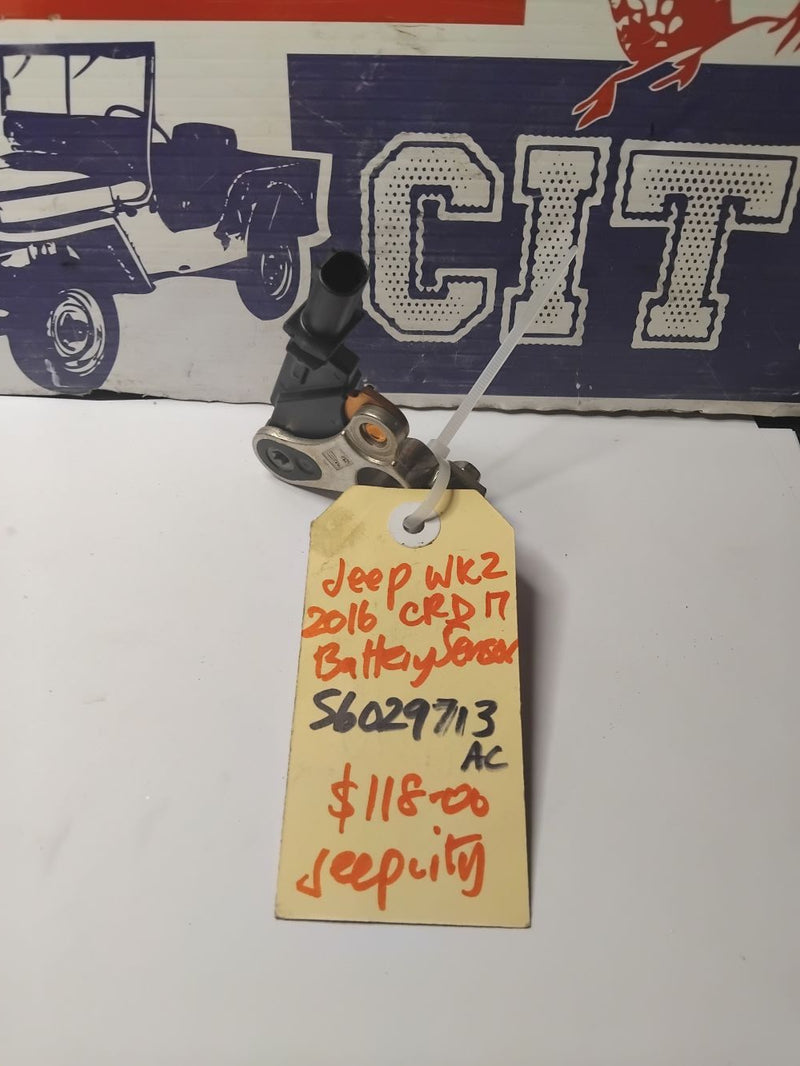 CIT
Jeep WK2
2016 CRD 17
Battery Sensor
56029713
AC
$118-00
Jeepcity